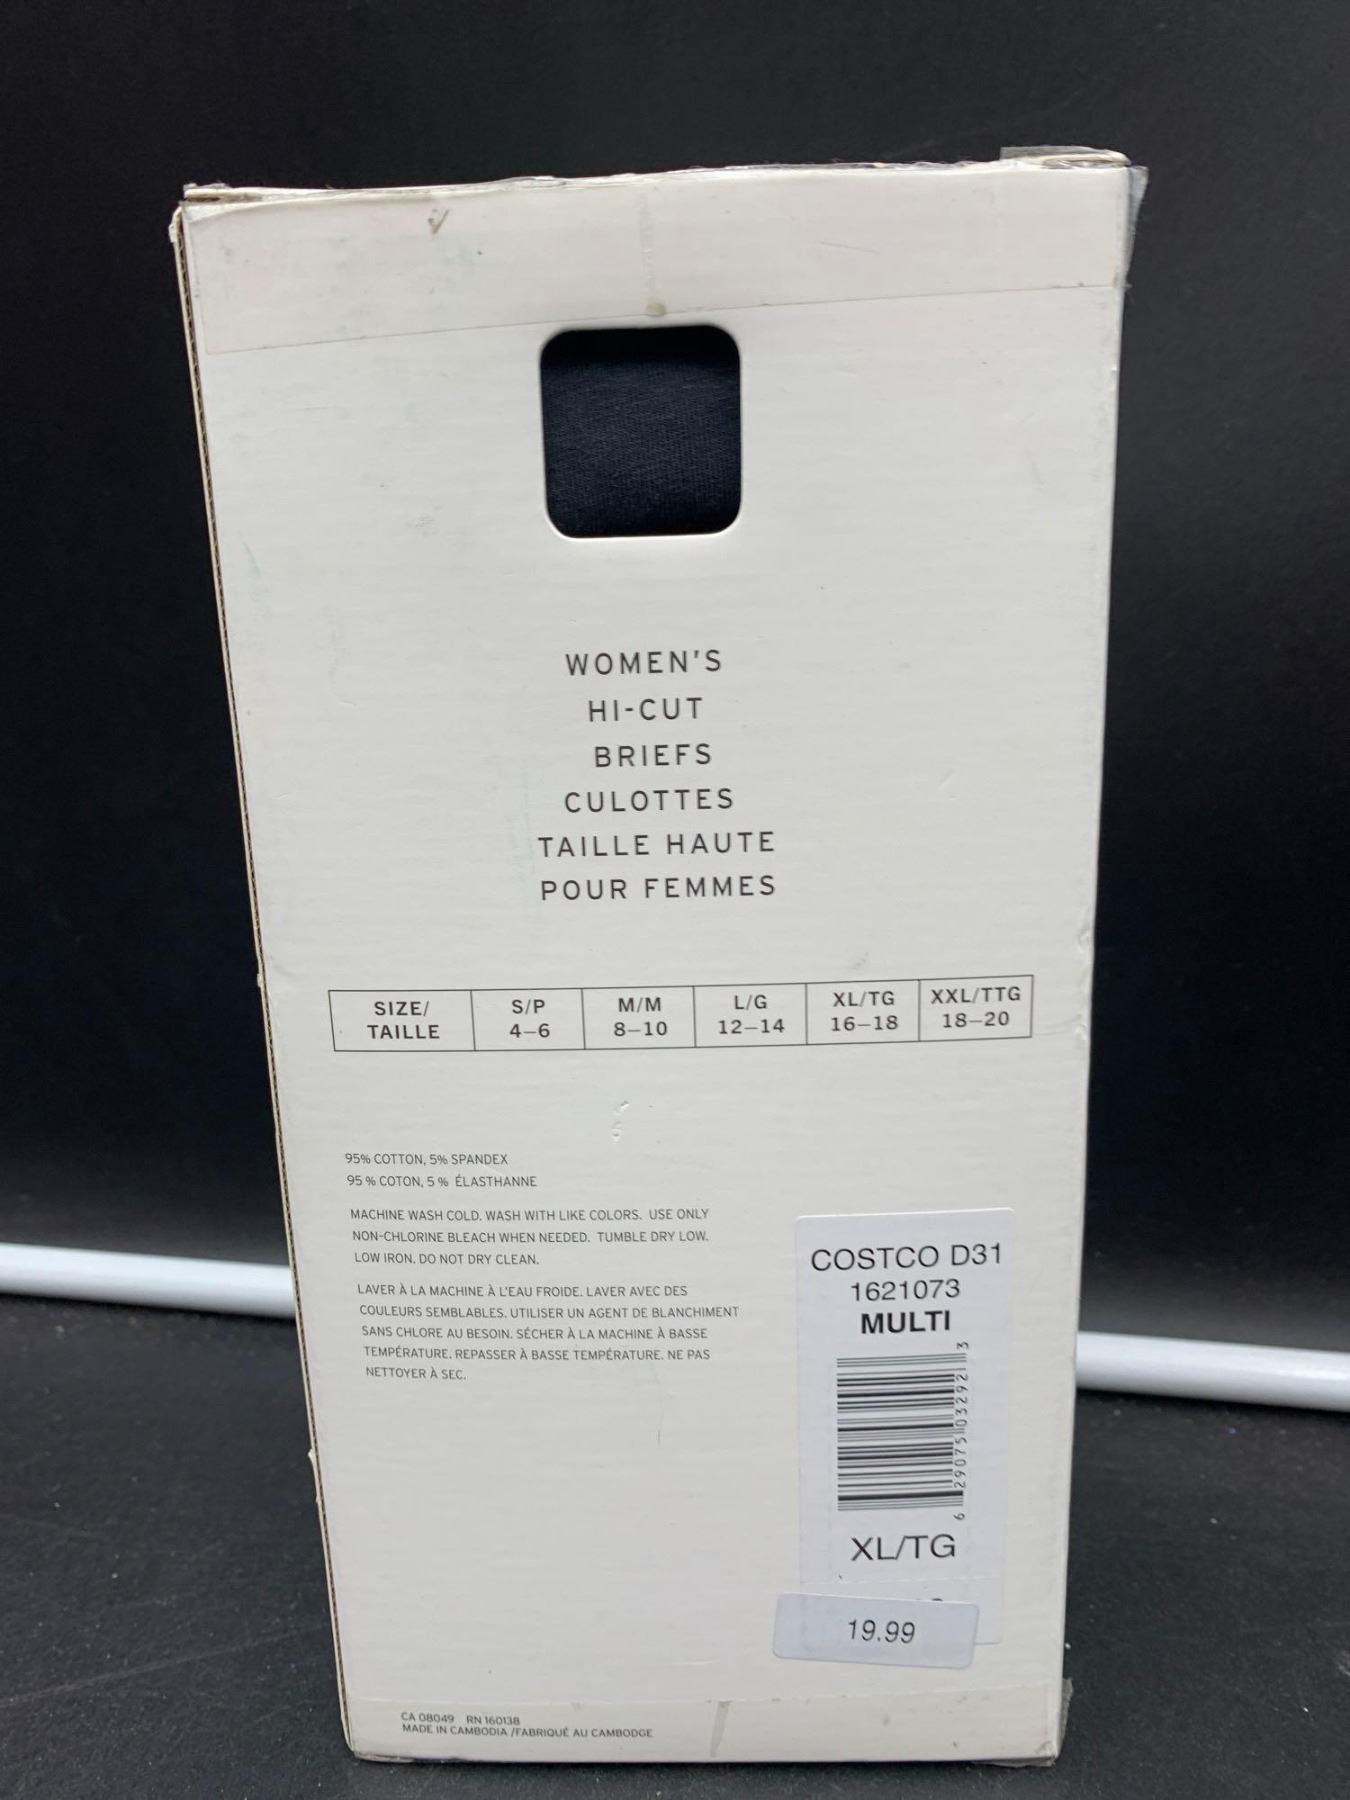 WOMEN'S
HI-CUT
BRIEFS
CULOTTES
TAILLE HAUTE
POUR FEMMES
SIZE/ S/P M/M L/G XL/TG XXL/TTG
TAILLE 4–6 8–10 12–14 16–18 18–20
95% COTTON, 5% SPANDEX
95 % COTON, 5 % ÉLASTHANNE
MACHINE WASH COLD. WASH WITH LIKE COLORS. USE ONLY
NON-CHLORINE BLEACH WHEN NEEDED. TUMBLE DRY LOW.
LOW IRON. DO NOT DRY CLEAN.
LAVER À LA MACHINE À L'EAU FROIDE. LAVER AVEC DES
COULEURS SEMBLABLES. UTILISER UN AGENT DE BLANCHIMENT
SANS CHLORE AU BESOIN. SÉCHER À LA MACHINE À BASSE
TEMPÉRATURE. REPASSER À BASSE TEMPÉRATURE. NE PAS
NETTOYER À SEC.
COSTCO D31
1621073
MULTI
6 29075 03292 3
XL/TG
19.99
CA 08049 RN 160138
MADE IN CAMBODIA /FABRIQUÉ AU CAMBODGE